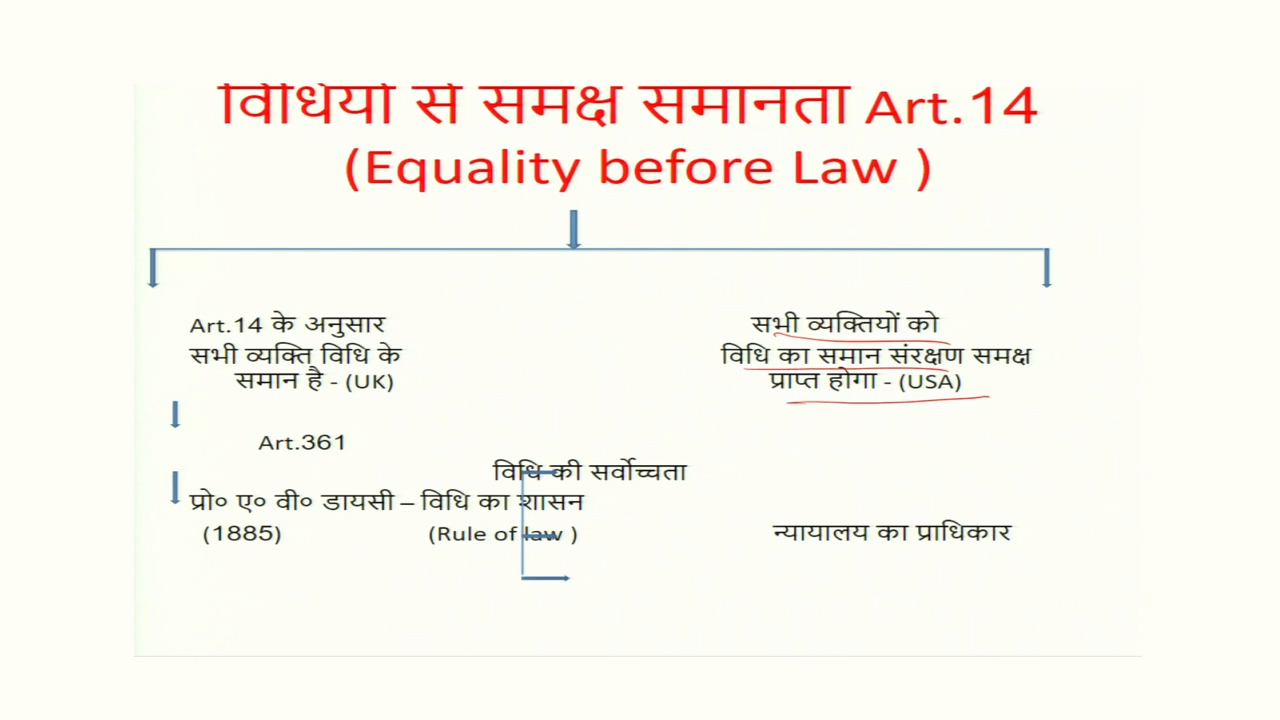 विधियों से समक्ष समानता Art.14
(Equality before Law )
Art.14 के अनुसार
सभी व्यक्ति विधि के
समान है - (UK)
सभी व्यक्तियों को
विधि का समान संरक्षण समक्ष
प्राप्त होगा - (USA)
Art.361
विधि की सर्वोच्चता
प्रो० ए० वी० डायसी – विधि का शासन
(1885) (Rule of law )
न्यायालय का प्राधिकार